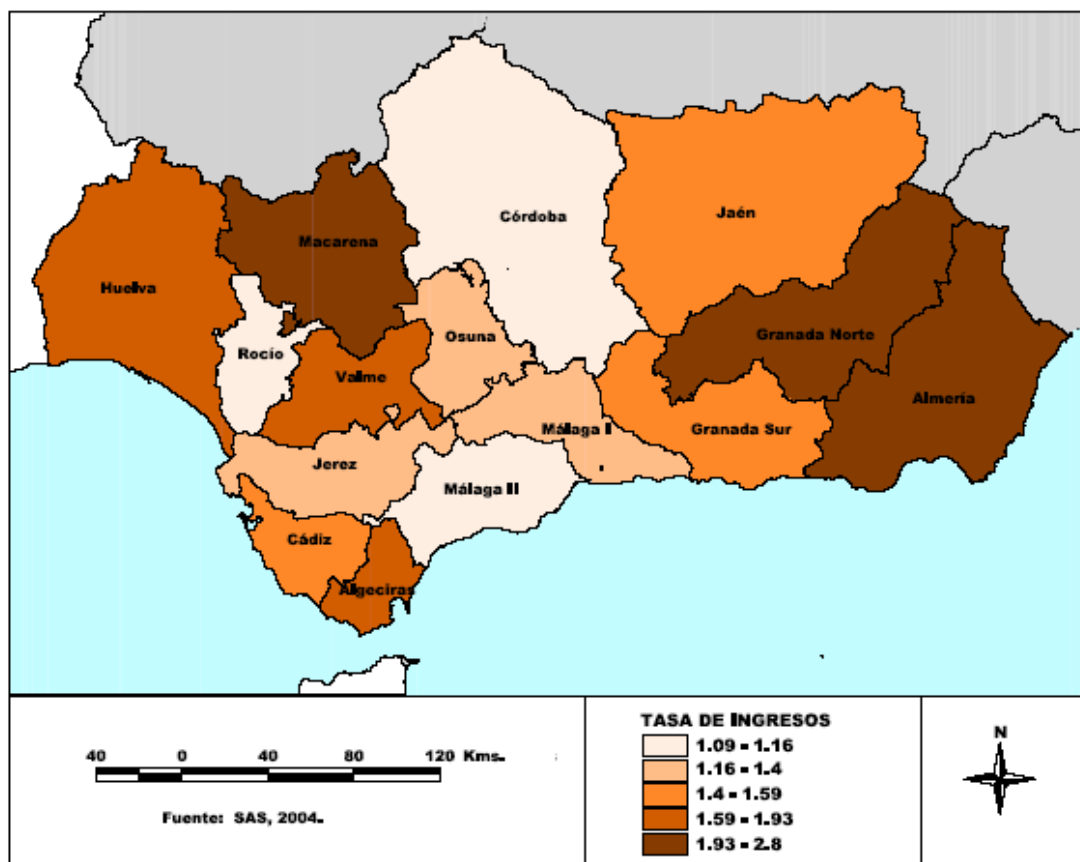 Córdoba
Jaén
Macarena
Huelva
Granada Norte
Osuna
Rocío
Valme
Almería
Málaga I
Granada Sur
Jerez
Málaga II
Cádiz
Algeciras
40 0 40 80 120 Kms.
Fuente: SAS, 2004.
TASA DE INGRESOS
1.09 - 1.16
1.16 - 1.4
1.4 - 1.59
1.59 - 1.93
1.93 - 2.8
N